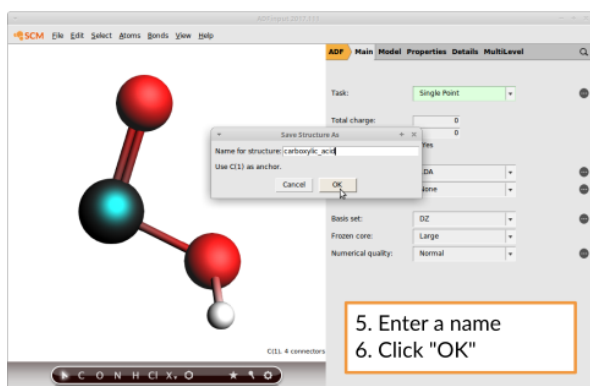 ADFinput 2017.111
SCM File Edit Select Atoms Bonds View Help
ADF Main Model Properties Details MultiLevel
Task: Single Point
Total charge: 0
0
Yes
LDA
None
Save Structure As
Name for structure: carboxylic_acid
Use C(1) as anchor.
Cancel OK
Basis set: DZ
Frozen core: Large
Numerical quality: Normal
5. Enter a name
6. Click "OK"
C(1). 4 connectors
C O N H Cl X.